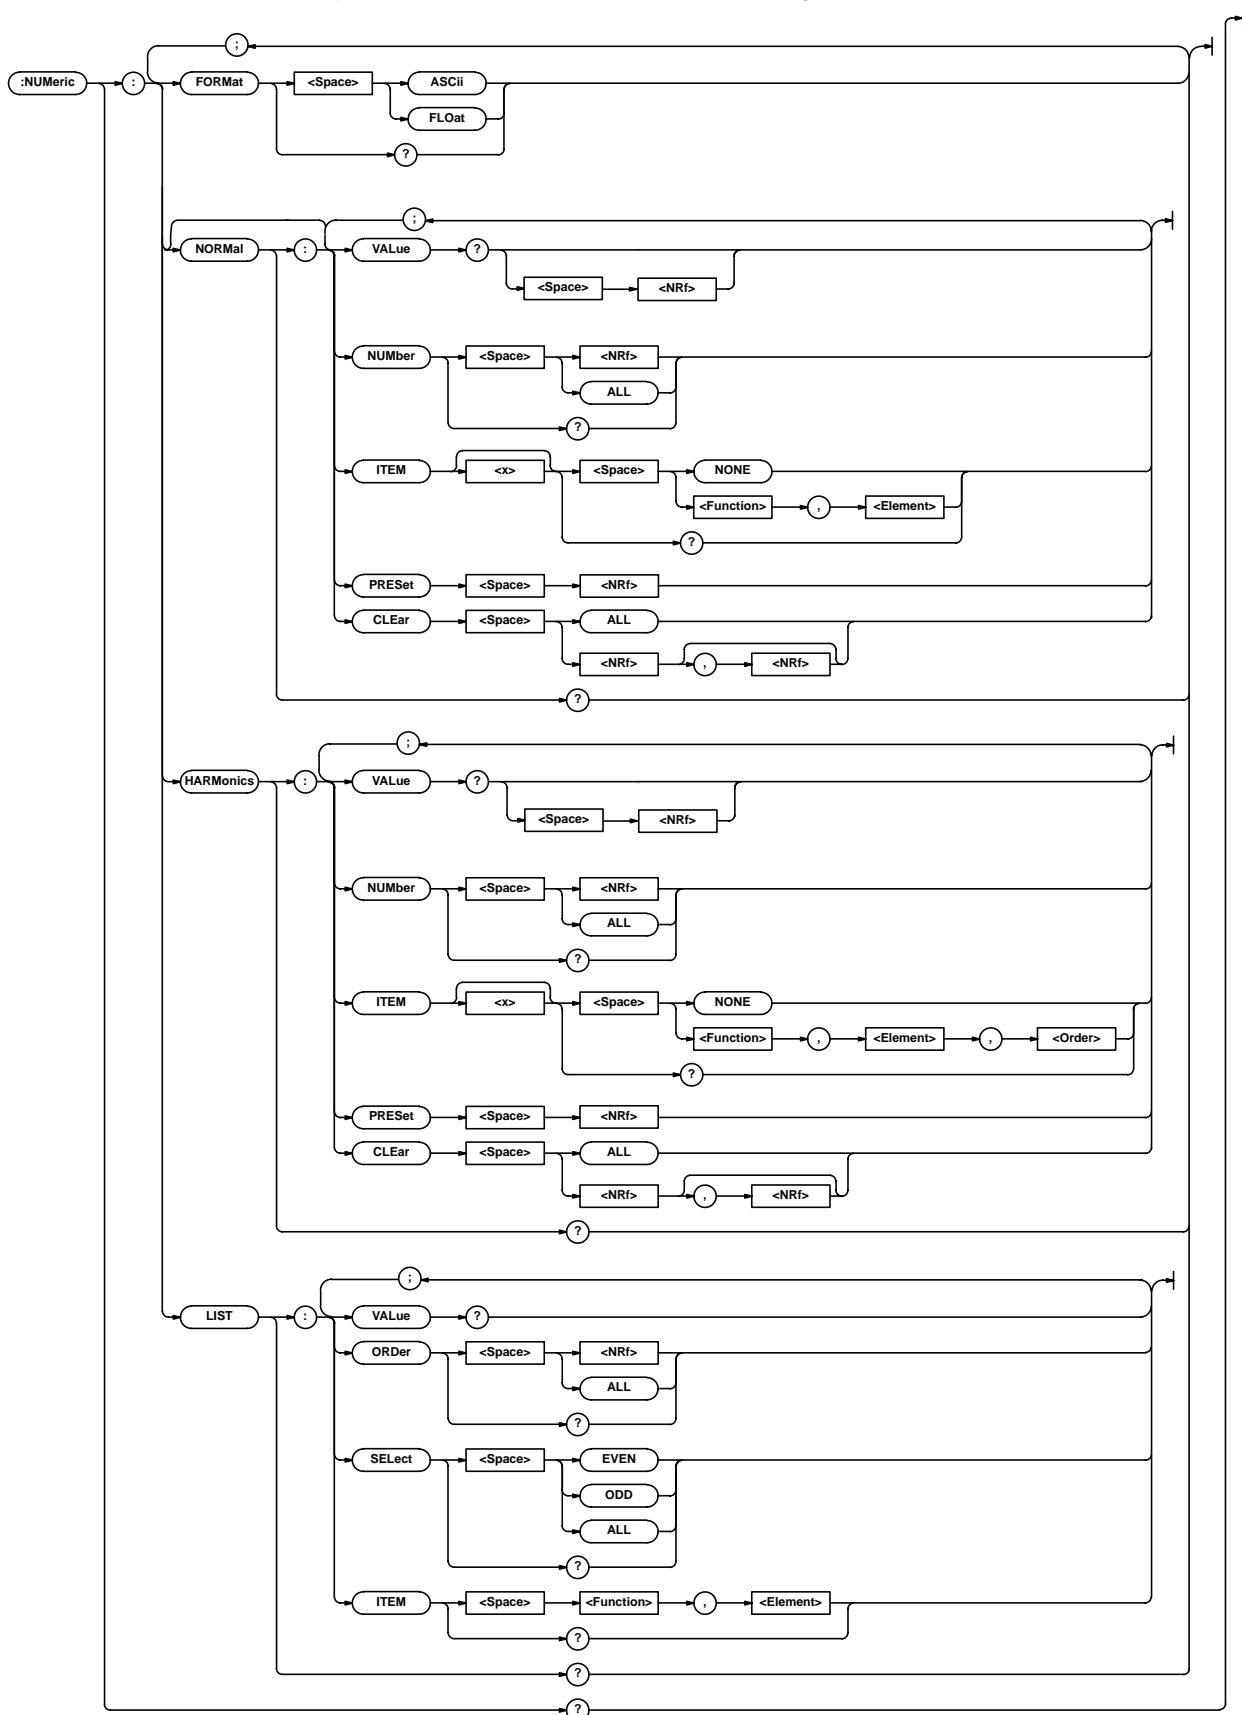 ;
:NUMeric : FORMat <Space> ASCii
FLOat
?
;
NORMal : VALue ?
<Space> <NRf>
NUMber <Space> <NRf>
ALL
?
ITEM <x> <Space> NONE
<Function> , <Element>
?
PRESet <Space> <NRf>
CLEar <Space> ALL
<NRf> , <NRf>
?
;
HARMonics : VALue ?
<Space> <NRf>
NUMber <Space> <NRf>
ALL
?
ITEM <x> <Space> NONE
<Function> , <Element> , <Order>
?
PRESet <Space> <NRf>
CLEar <Space> ALL
<NRf> , <NRf>
?
;
LIST : VALue ?
ORDer <Space> <NRf>
ALL
?
SELect <Space> EVEN
ODD
ALL
?
ITEM <Space> <Function> , <Element>
?
?
?